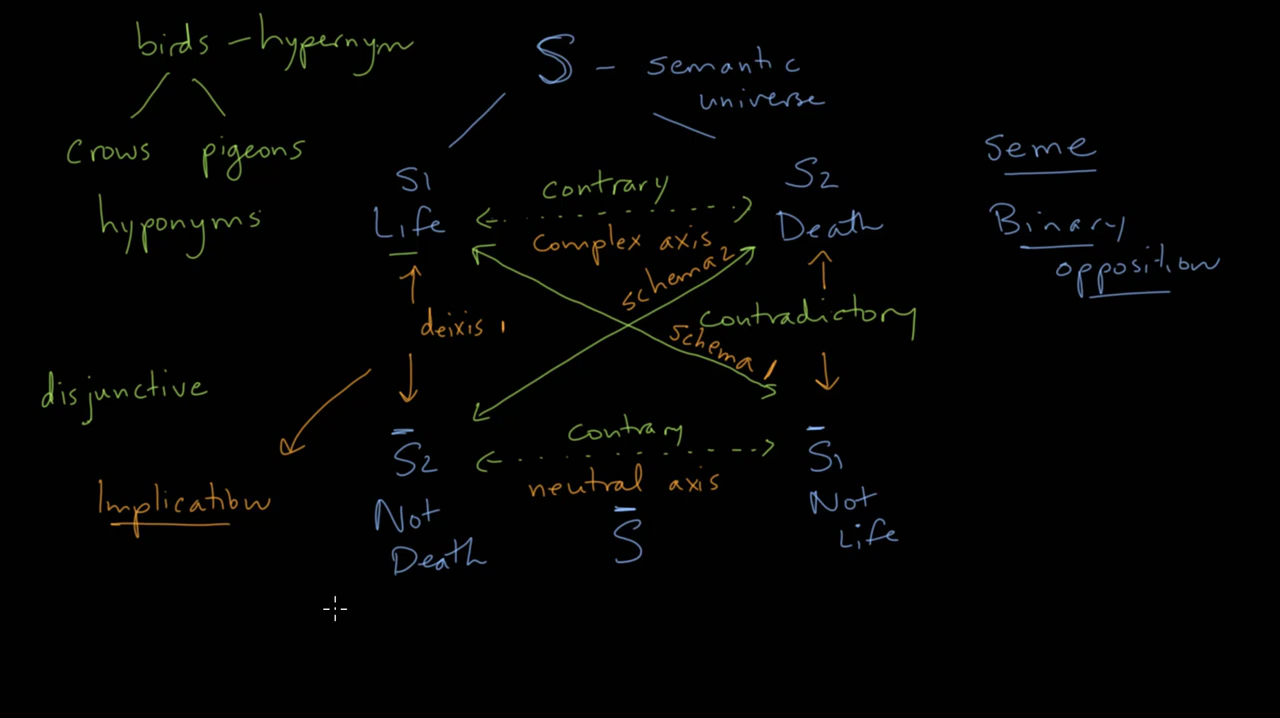 birds - hypernym
S - semantic
universe
crows pigeons
hyponyms
Seme
Binary
opposition
S1
Life
contrary
complex axis
S2
Death
schema 2
deixis 1
contradictory
schema 1
disjunctive
Implication
S̄2
Not
Death
contrary
neutral axis
S̄
S̄1
Not
Life